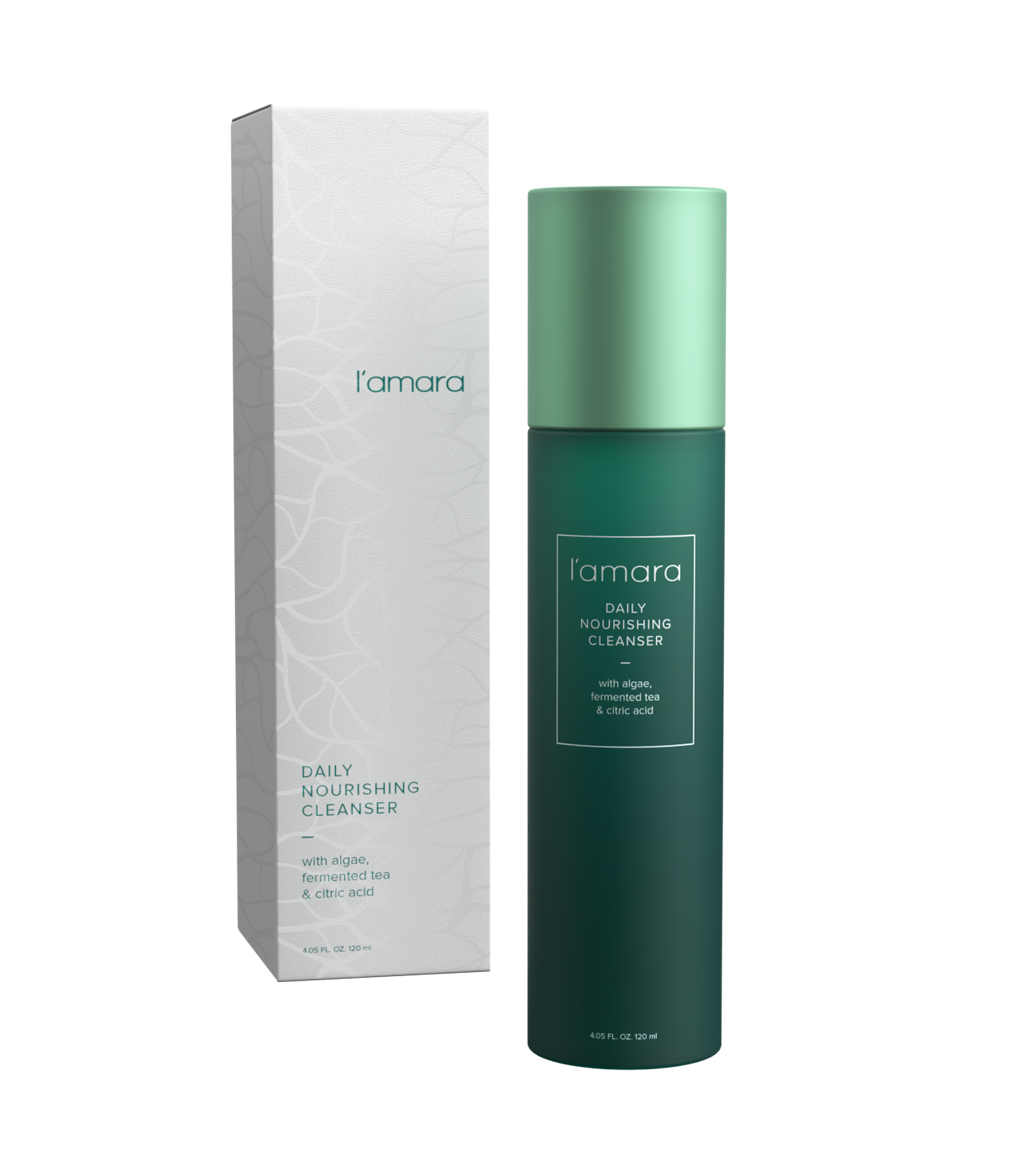 l'amara
DAILY
NOURISHING
CLEANSER
–
with algae,
fermented tea
& citric acid
4.05 FL. OZ. 120 ml
l'amara
DAILY
NOURISHING
CLEANSER
–
with algae,
fermented tea
& citric acid
4.05 FL. OZ. 120 ml